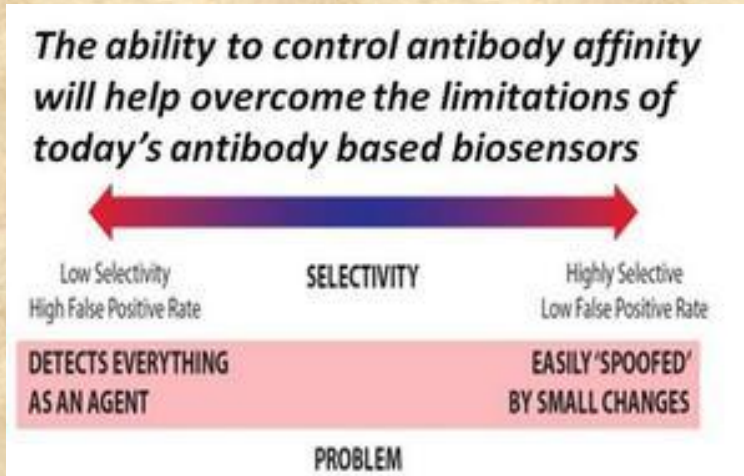 The ability to control antibody affinity
will help overcome the limitations of
today's antibody based biosensors
Low Selectivity
High False Positive Rate
SELECTIVITY
Highly Selective
Low False Positive Rate
DETECTS EVERYTHING
AS AN AGENT
EASILY 'SPOOFED'
BY SMALL CHANGES
PROBLEM